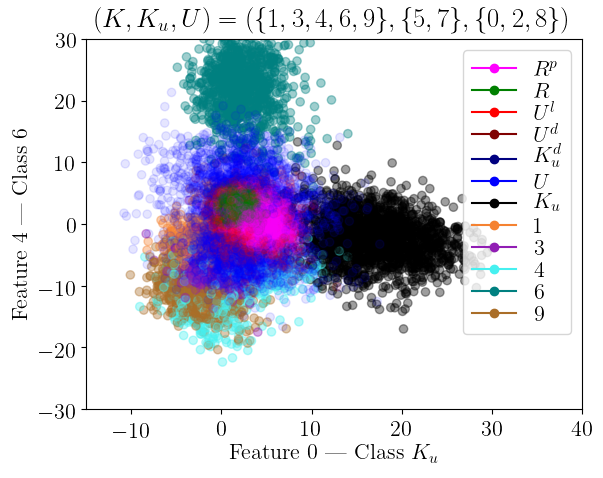 (K, K_u, U) = ({1, 3, 4, 6, 9}, {5, 7}, {0, 2, 8})
30
20
10
0
−10
−20
−30
Feature 4 — Class 6
−10
0
10
20
30
40
Feature 0 — Class K_u
R^p
R
U^l
U^d
K_u^d
U
K_u
1
3
4
6
9